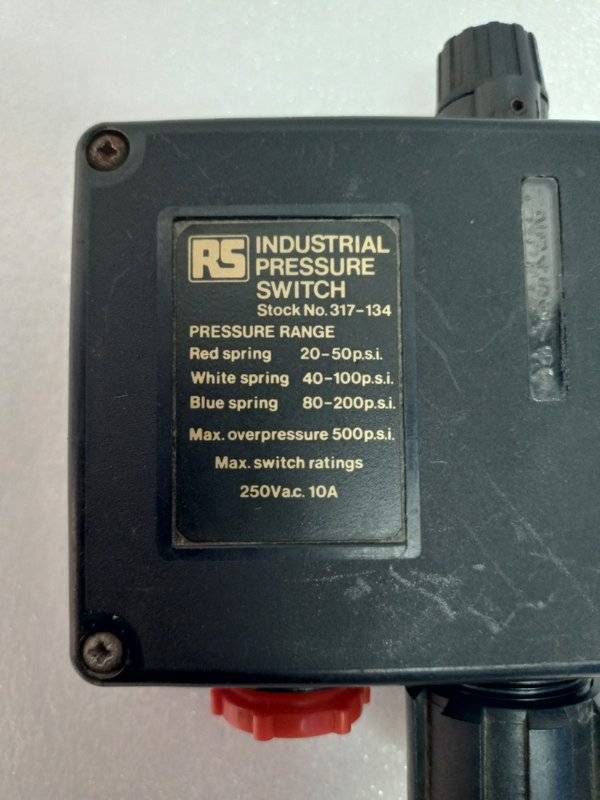 RS INDUSTRIAL
PRESSURE
SWITCH
Stock No. 317-134
PRESSURE RANGE
Red spring 20-50p.s.i.
White spring 40-100p.s.i.
Blue spring 80-200p.s.i.
Max. overpressure 500p.s.i.
Max. switch ratings
250Va.c. 10A